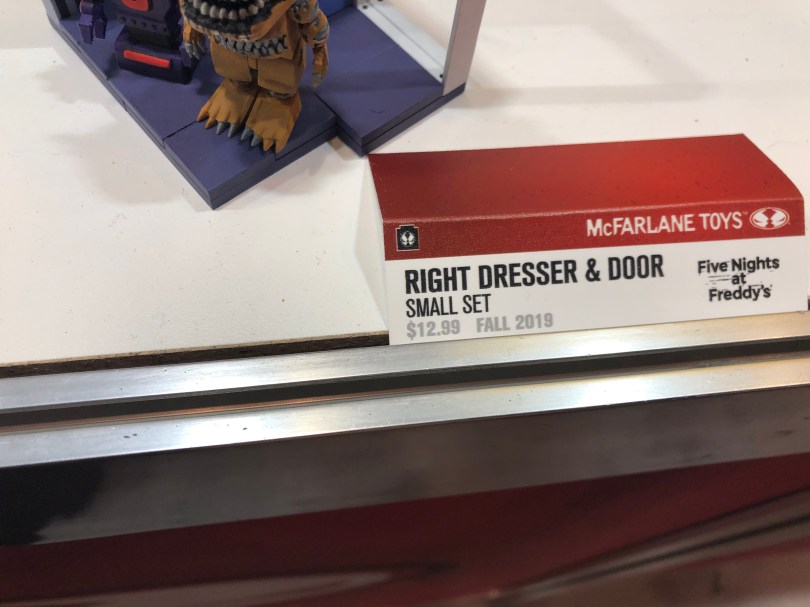 McFARLANE TOYS
RIGHT DRESSER & DOOR
SMALL SET
$12.99 FALL 2019
Five Nights
at
Freddy's